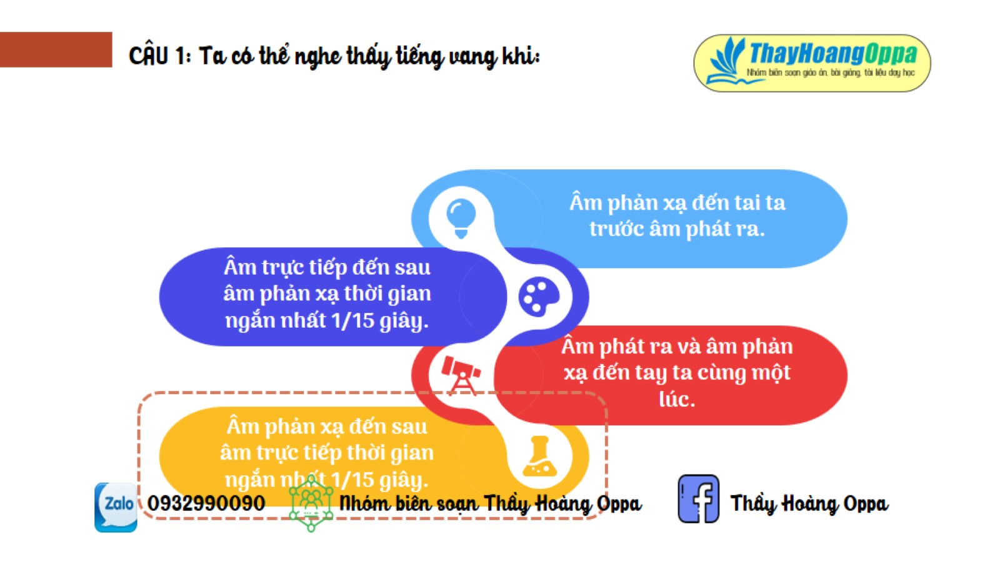 CÂU 1: Ta có thể nghe thấy tiếng vang khi:
ThayHoangOppa
Nhóm biên soạn giáo án, bài giảng, tài liệu dạy học
Âm phản xạ đến tai ta
trước âm phát ra.
Âm trực tiếp đến sau
âm phản xạ thời gian
ngắn nhất 1/15 giây.
Âm phát ra và âm phản
xạ đến tay ta cùng một
lúc.
Âm phản xạ đến sau
âm trực tiếp thời gian
ngắn nhất 1/15 giây.
Zalo 0932990090
Nhóm biên soạn Thầy Hoàng Oppa
Thầy Hoàng Oppa